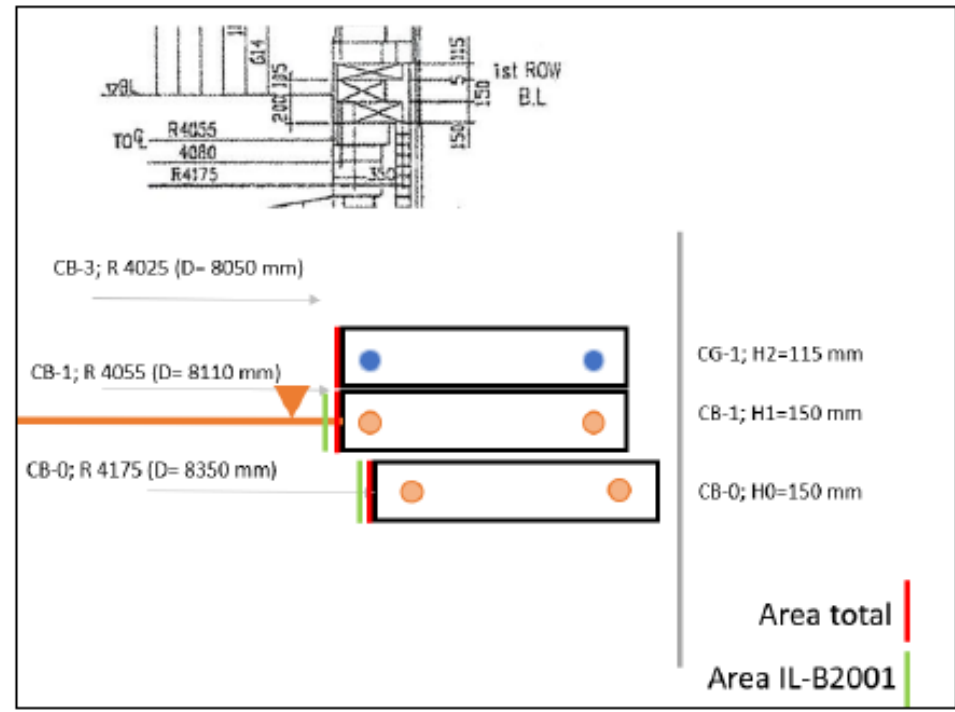 614
115
1st ROW
5
B.L
150
200
185
150
R4055
4080
R4175
350
CB-3; R 4025 (D= 8050 mm)
CG-1; H2=115 mm
CB-1; R 4055 (D= 8110 mm)
CB-1; H1=150 mm
CB-0; R 4175 (D= 8350 mm)
CB-0; H0=150 mm
Area total
Area IL-B2001